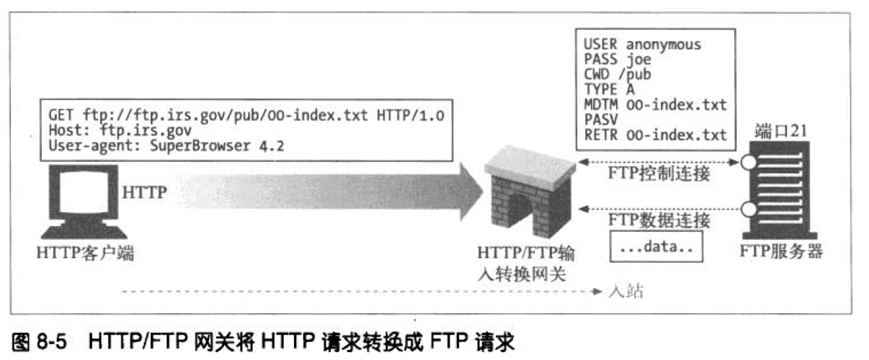 USER anonymous
PASS joe
CWD /pub
TYPE A
MDTM 00-index.txt
PASV
RETR 00-index.txt
GET ftp://ftp.irs.gov/pub/00-index.txt HTTP/1.0
Host: ftp.irs.gov
User-agent: SuperBrowser 4.2
端口21
HTTP
FTP控制连接
FTP数据连接
...data..
HTTP客户端
HTTP/FTP输
入转换网关
FTP服务器
入站
图 8-5 HTTP/FTP 网关将 HTTP 请求转换成 FTP 请求